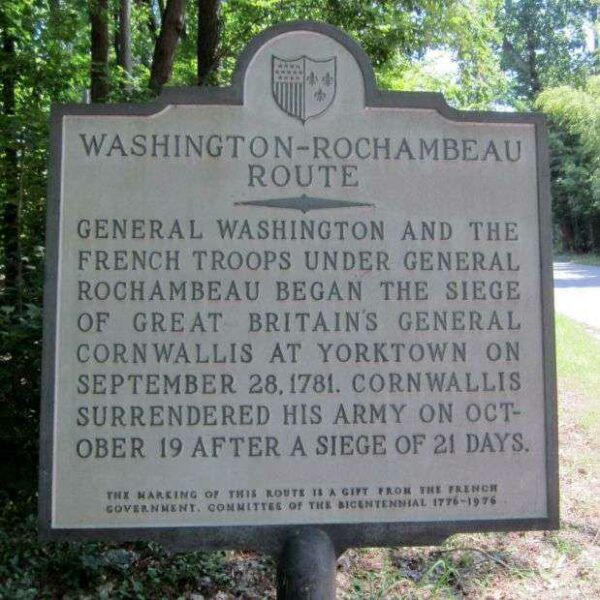 WASHINGTON-ROCHAMBEAU
ROUTE
GENERAL WASHINGTON AND THE
FRENCH TROOPS UNDER GENERAL
ROCHAMBEAU BEGAN THE SIEGE
OF GREAT BRITAIN'S GENERAL
CORNWALLIS AT YORKTOWN ON
SEPTEMBER 28, 1781. CORNWALLIS
SURRENDERED HIS ARMY ON OCT-
OBER 19 AFTER A SIEGE OF 21 DAYS.
THE MARKING OF THIS ROUTE IS A GIFT FROM THE FRENCH
GOVERNMENT. COMMITTEE OF THE BICENTENNIAL 1776-1976